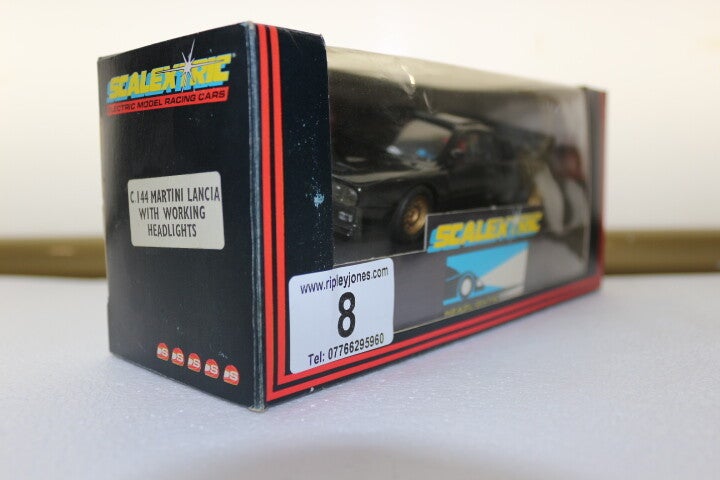 SCALEXTRIC
ELECTRIC MODEL RACING CARS
C.144 MARTINI LANCIA
WITH WORKING
HEADLIGHTS
SCALEXTRIC
www.ripleyjones.com
8
Tel: 07766295960